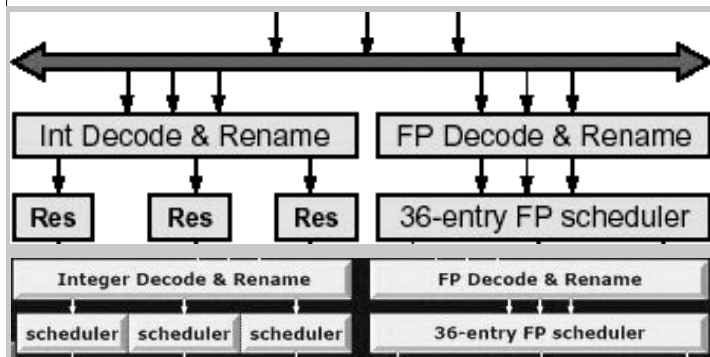 Int Decode & Rename FP Decode & Rename
Res Res Res 36-entry FP scheduler
Integer Decode & Rename FP Decode & Rename
scheduler scheduler scheduler 36-entry FP scheduler